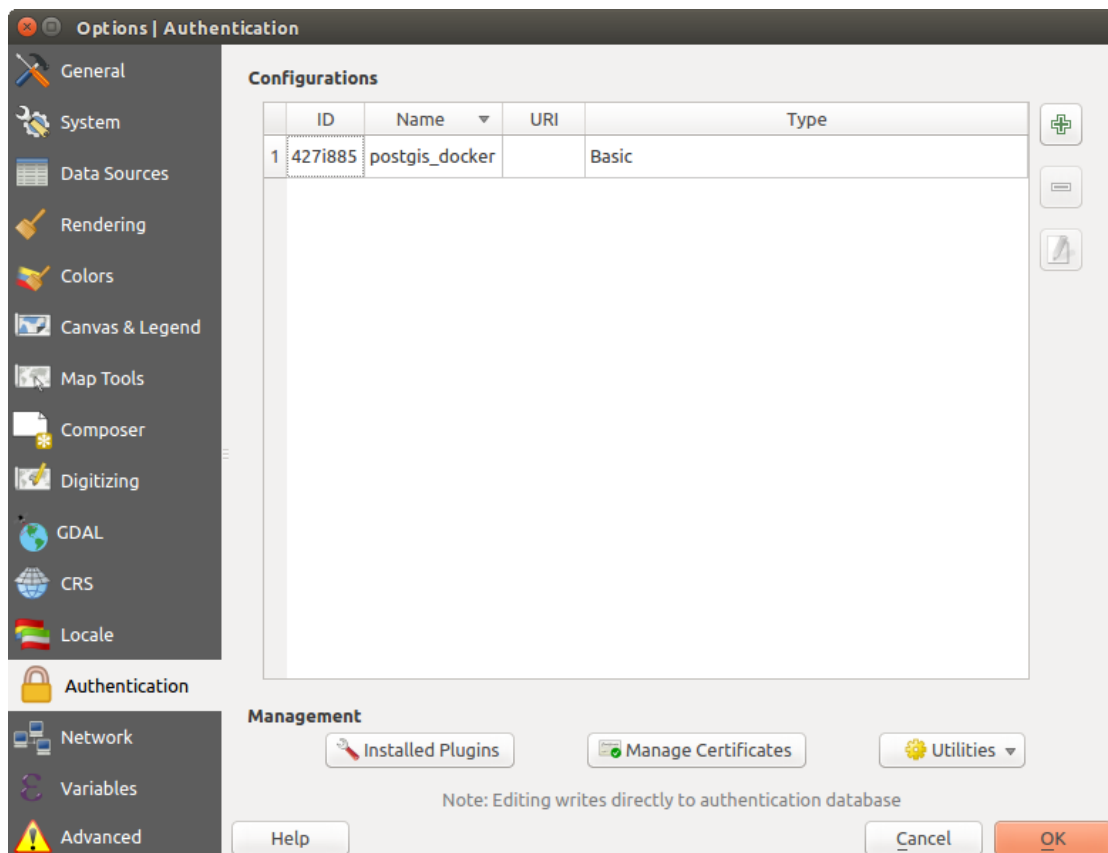 Options | Authentication
General
System
Data Sources
Rendering
Colors
Canvas & Legend
Map Tools
Composer
Digitizing
GDAL
CRS
Locale
Authentication
Network
Variables
Advanced
Configurations
ID Name URI Type
1 427i885 postgis_docker Basic
Management
Installed Plugins Manage Certificates Utilities
Note: Editing writes directly to authentication database
Help Cancel OK